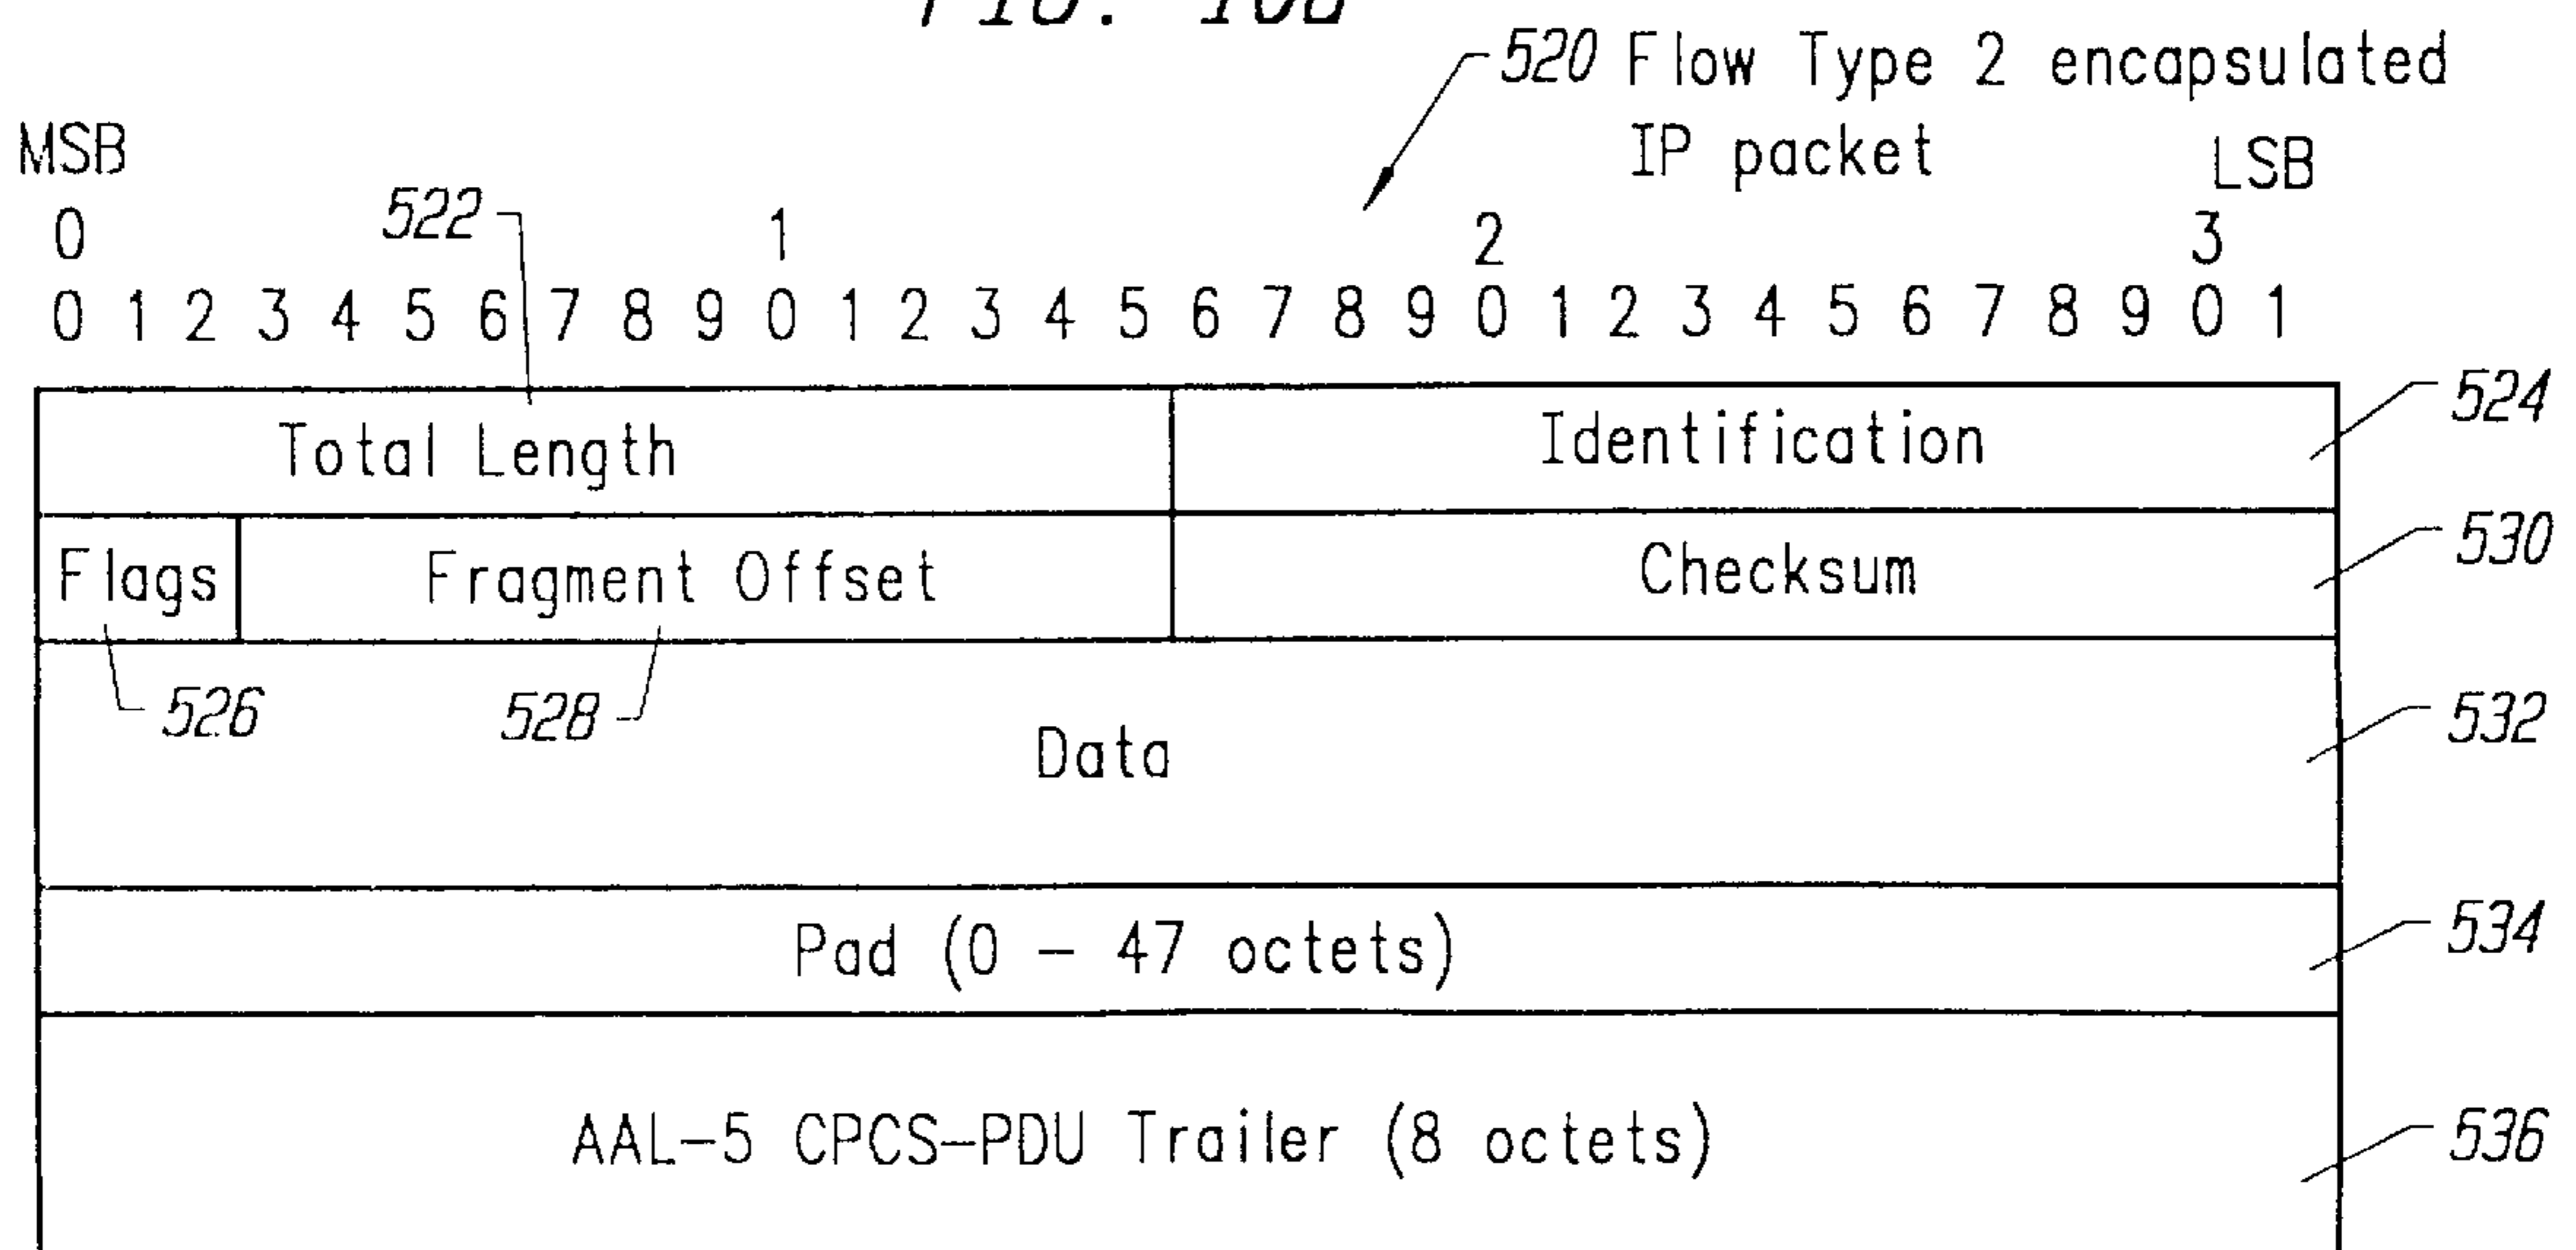 520 Flow Type 2 encapsulated
IP packet
MSB LSB
522
0 1 2 3
0 1 2 3 4 5 6 7 8 9 0 1 2 3 4 5 6 7 8 9 0 1 2 3 4 5 6 7 8 9 0 1
Total Length Identification 524
Flags Fragment Offset Checksum 530
526 528
Data 532
Pad (0 - 47 octets) 534
AAL-5 CPCS-PDU Trailer (8 octets) 536